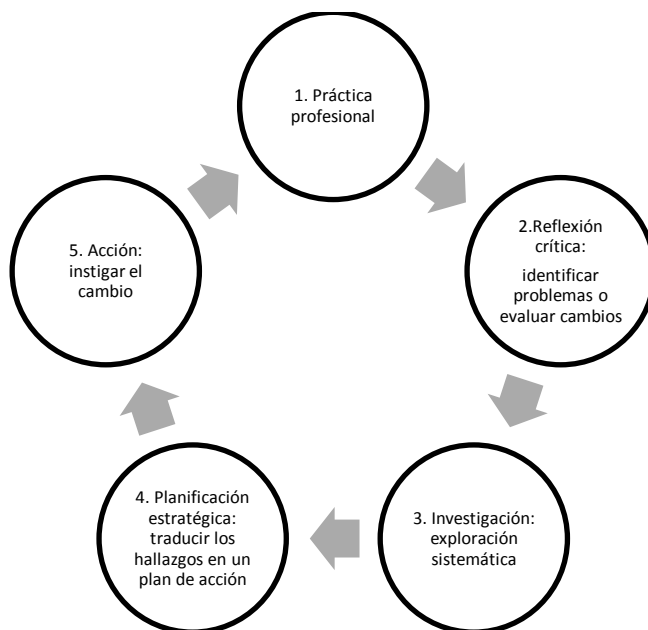 1. Práctica
profesional
2.Reflexión
crítica:
identificar
problemas o
evaluar cambios
3. Investigación:
exploración
sistemática
4. Planificación
estratégica:
traducir los
hallazgos en un
plan de acción
5. Acción:
instigar el
cambio